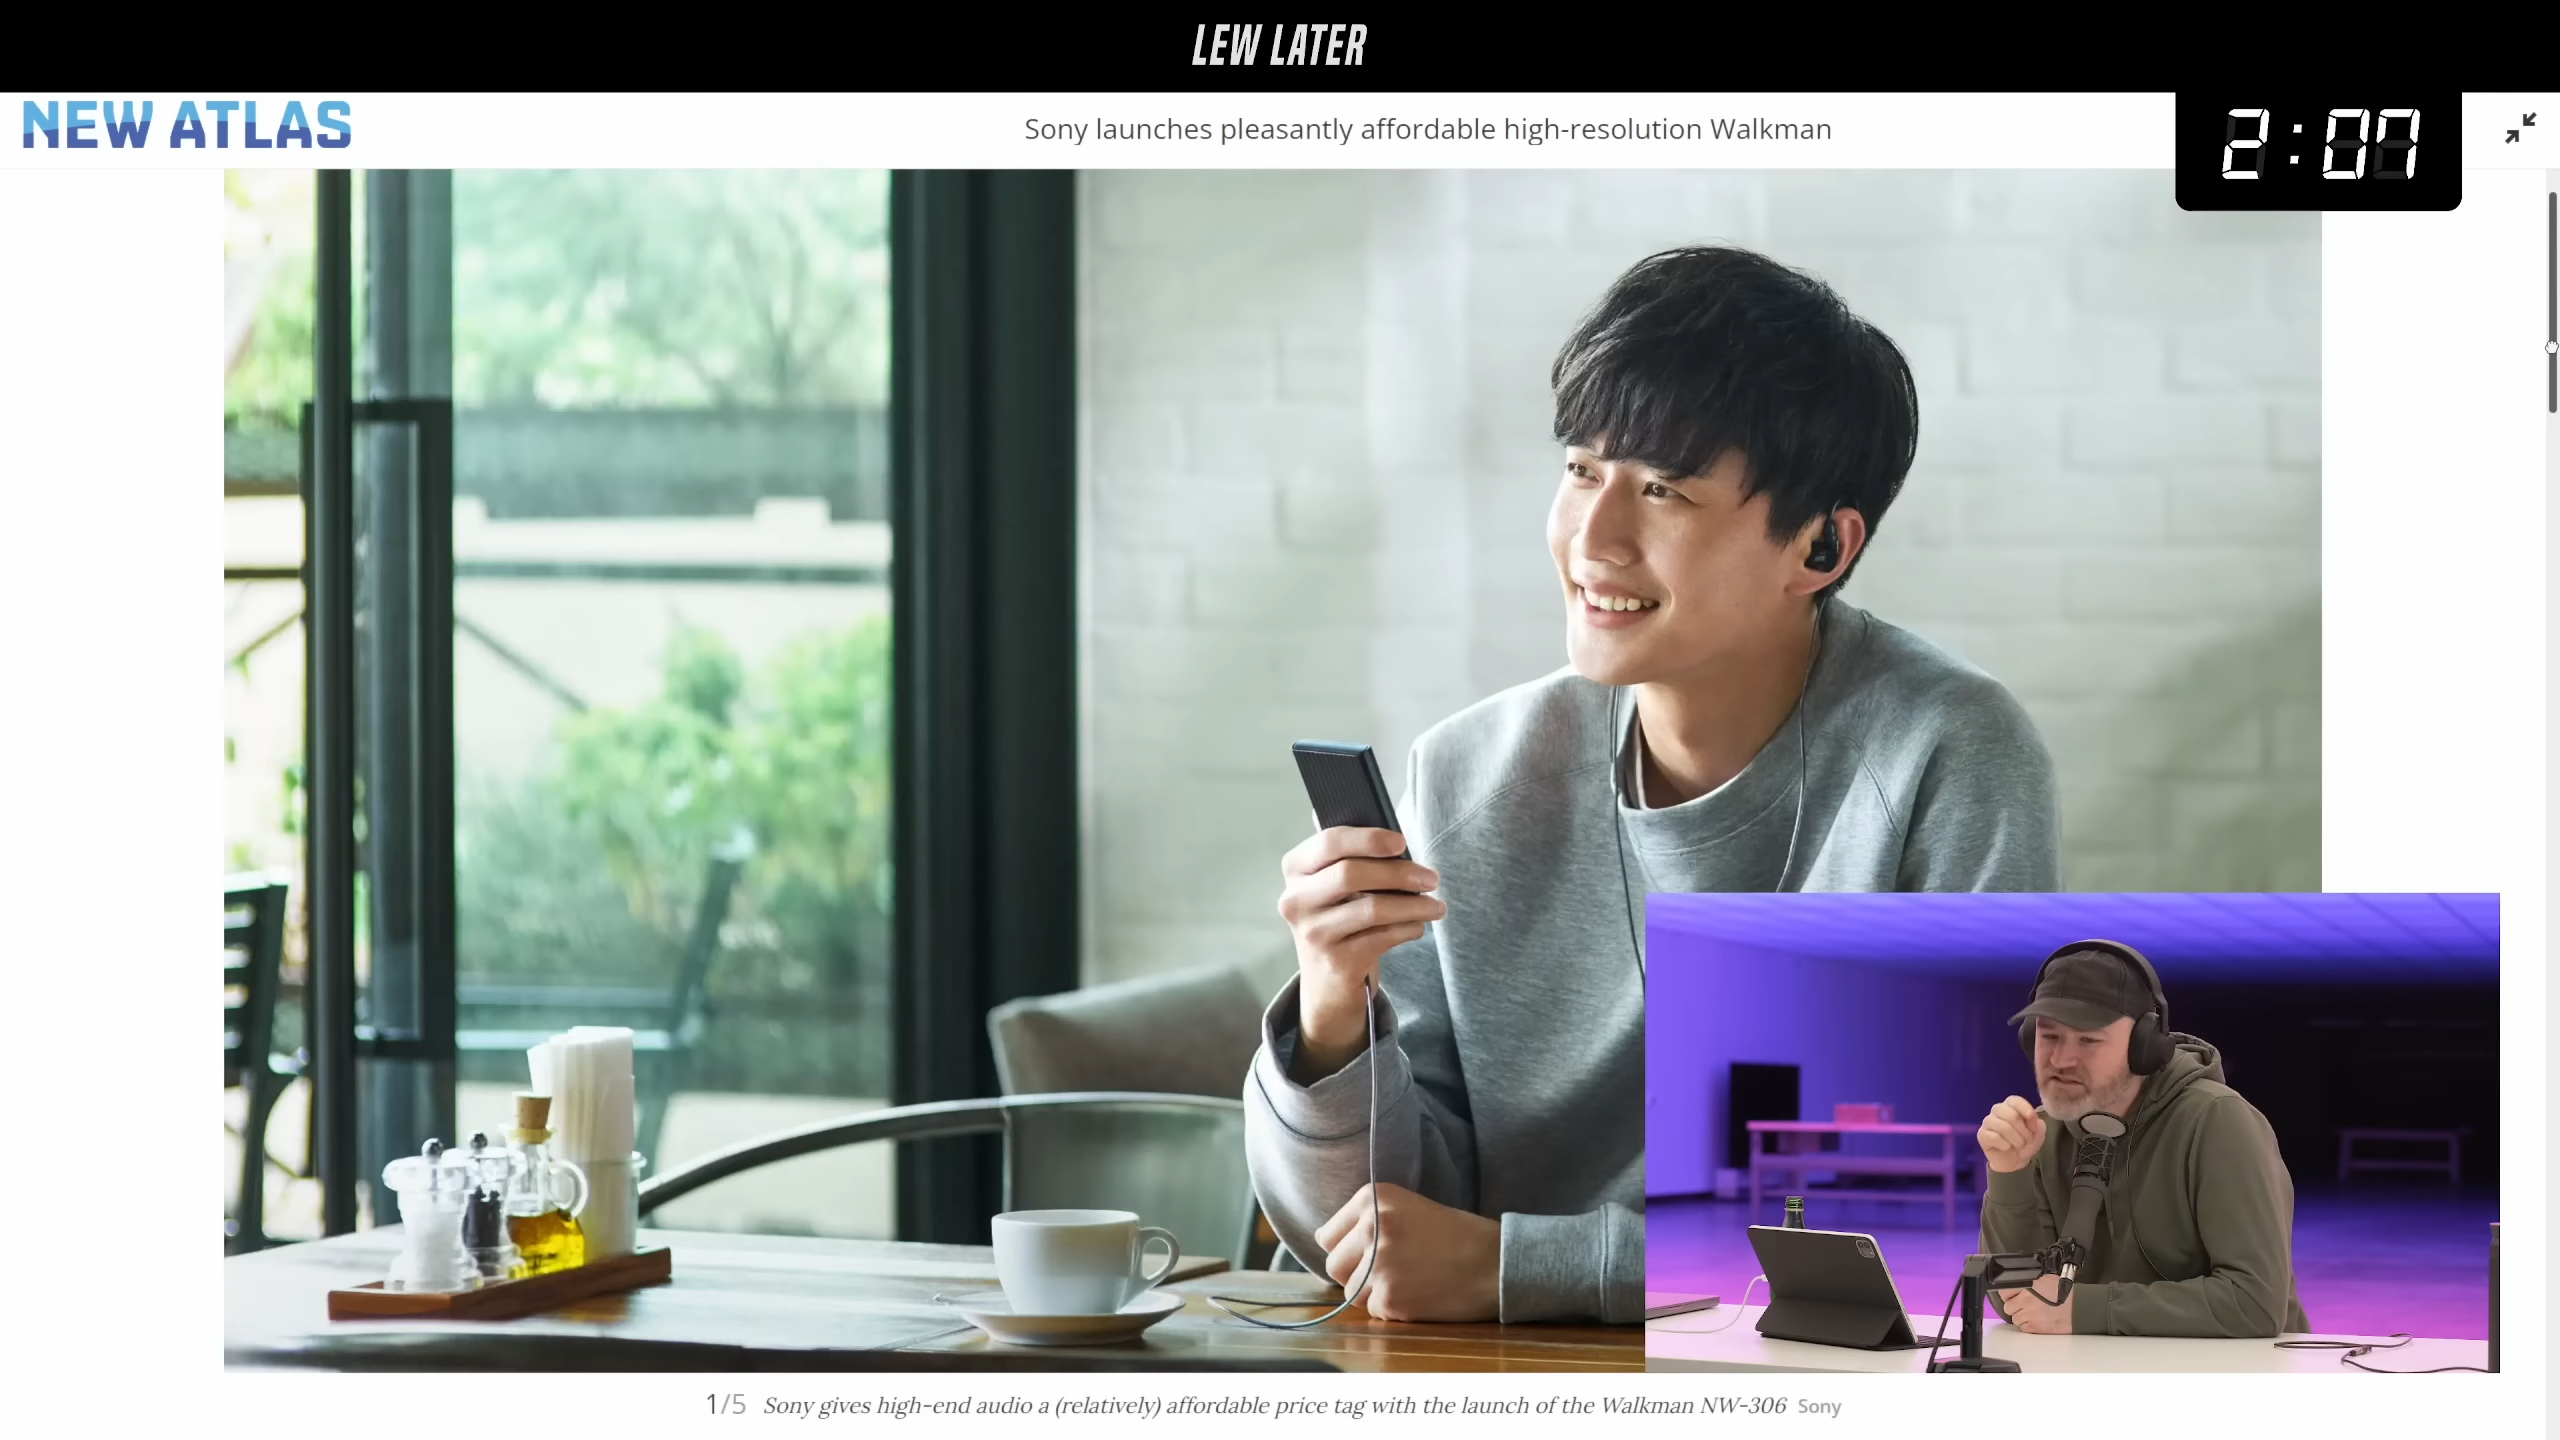 LEW LATER
NEW ATLAS
Sony launches pleasantly affordable high-resolution Walkman
2:07
1/5 Sony gives high-end audio a (relatively) affordable price tag with the launch of the Walkman NW-306 Sony